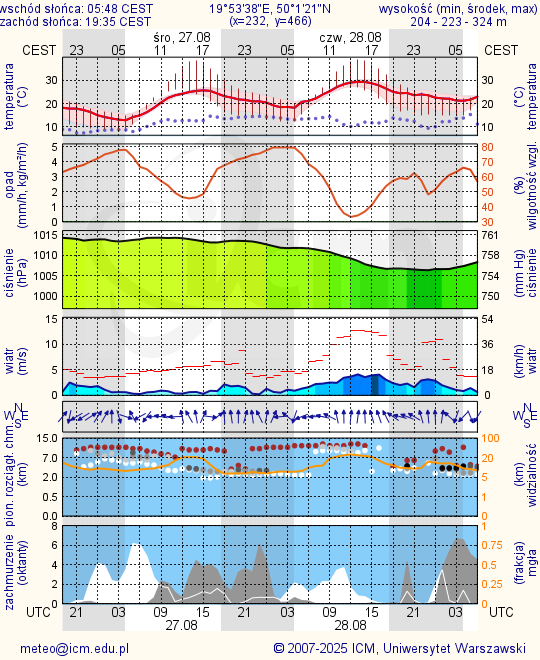 wschód słońca: 05:48 CEST 19°53'38"E, 50°1'21"N wysokość (min, środek, max)
zachód słońca: 19:35 CEST (x=232, y=466) 204 - 223 - 324 m
śro, 27.08 czw, 28.08
CEST 23 05 11 17 23 05 11 17 23 05 CEST
temperatura (°C)
30 20 10
30 20 10
temperatura (°C)
opad (mm/h, kg/m²/h)
5 4 3 2 1 0
80 70 60 50 40 30
wilgotność wzgl. (%)
ciśnienie (hPa)
1015 1010 1005 1000
761 758 754 750
ciśnienie (mm Hg)
wiatr (m/s)
15 10 5 0
54 36 18 0
wiatr (km/h)
N W E S
N W E S
pion. rozciągł. chm. (km)
15.0 7.0 2.0 0.5 0.0
100 20 5 1 0
widzialność (km)
zachmurzenie (oktanty)
8 6 4 2 0
1 0.75 0.5 0.25 0
mgła (frakcja)
UTC 21 03 09 15 21 03 09 15 21 03 UTC
27.08 28.08
meteo@icm.edu.pl © 2007-2025 ICM, Uniwersytet Warszawski